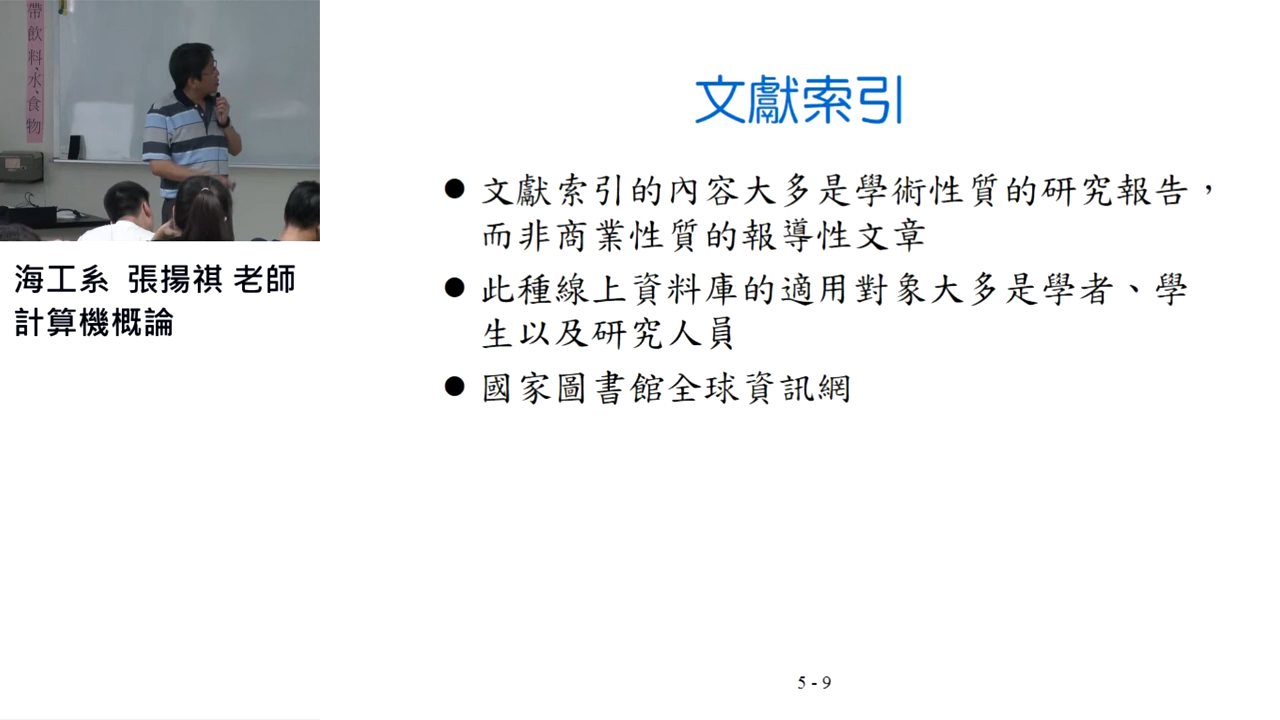 帶飲料、水、食物
海工系 張揚祺 老師
計算機概論
文獻索引
● 文獻索引的內容大多是學術性質的研究報告，
而非商業性質的報導性文章
● 此種線上資料庫的適用對象大多是學者、學
生以及研究人員
● 國家圖書館全球資訊網
5 - 9